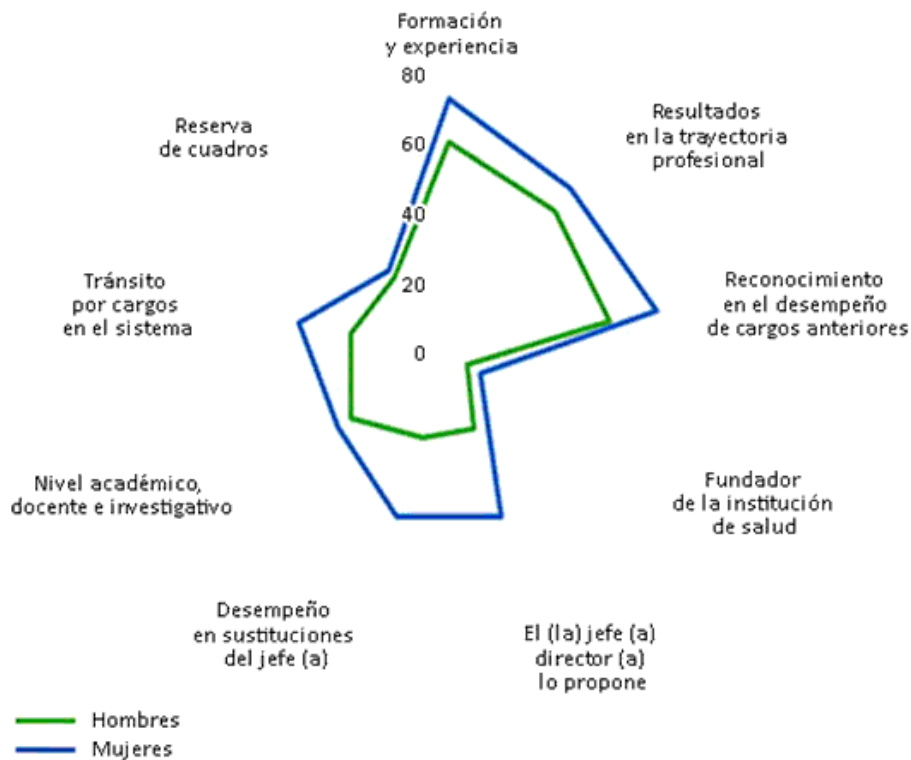 Formación
y experiencia
80
60
40
20
0
Resultados
en la trayectoria
profesional
Reconocimiento
en el desempeño
de cargos anteriores
Fundador
de la institución
de salud
El (la) jefe (a)
director (a)
lo propone
Desempeño
en sustituciones
del jefe (a)
Nivel académico,
docente e investigativo
Tránsito
por cargos
en el sistema
Reserva
de cuadros
Hombres
Mujeres